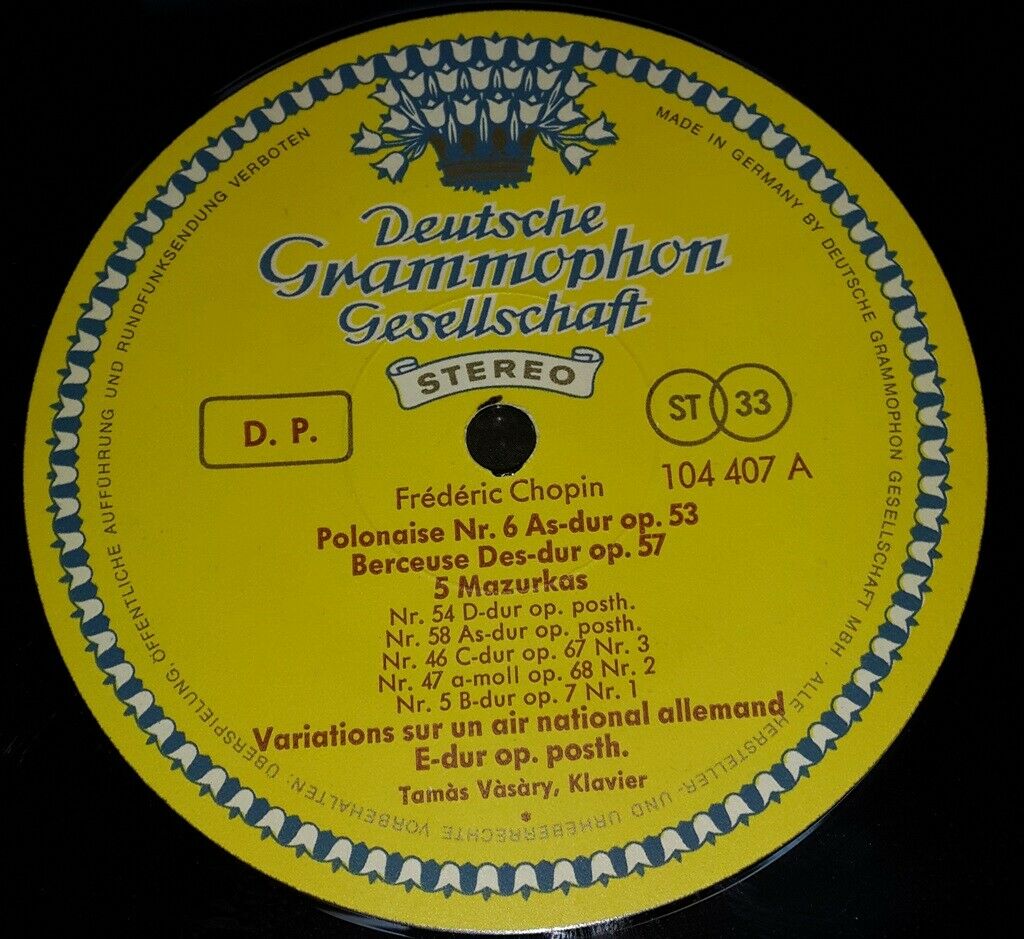 Deutsche
Grammophon
Gesellschaft
STEREO
D. P.
ST 33
104 407 A
Frédéric Chopin
Polonaise Nr. 6 As-dur op. 53
Berceuse Des-dur op. 57
5 Mazurkas
Nr. 54 D-dur op. posth.
Nr. 58 As-dur op. posth.
Nr. 46 C-dur op. 67 Nr. 3
Nr. 47 a-moll op. 68 Nr. 2
Nr. 5 B-dur op. 7 Nr. 1
Variations sur un air national allemand
E-dur op. posth.
Tamàs Vàsàry, Klavier
*
MADE IN GERMANY BY DEUTSCHE GRAMMOPHON GESELLSCHAFT MBH · ALLE HERSTELLER- UND URHEBERRECHTE VORBEHALTEN: ÜBERSPIELUNG, ÖFFENTLICHE AUFFÜHRUNG UND RUNDFUNKSENDUNG VERBOTEN